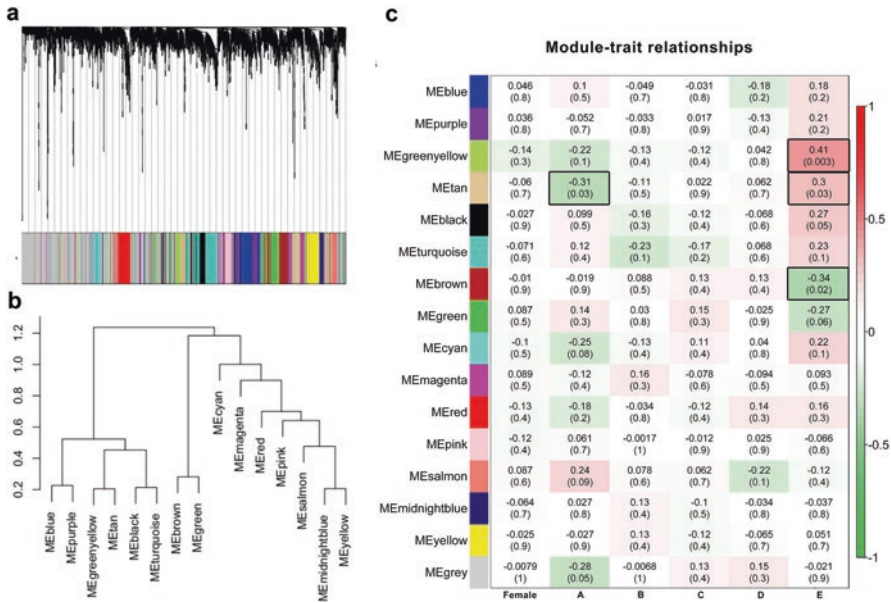 a
b
1.2
1.0
0.8
0.6
0.4
0.2
MEblue
MEpurple
MEgreenyellow
MEtan
MEblack
MEturquoise
MEbrown
MEgreen
MEcyan
MEmagenta
MEred
MEpink
MEsalmon
MEmidnightblue
MEyellow
c
Module-trait relationships
MEblue 0.046 0.1 -0.049 -0.031 -0.18 0.18
(0.8) (0.5) (0.7) (0.8) (0.2) (0.2)
MEpurple 0.036 -0.052 -0.033 0.017 -0.13 0.21
(0.8) (0.7) (0.8) (0.9) (0.4) (0.2)
MEgreenyellow -0.14 -0.22 -0.13 -0.12 0.042 0.41
(0.3) (0.1) (0.4) (0.4) (0.8) (0.003)
MEtan -0.06 -0.31 -0.11 0.022 0.062 0.3
(0.7) (0.03) (0.5) (0.9) (0.7) (0.03)
MEblack -0.027 0.099 -0.16 -0.12 -0.068 0.27
(0.9) (0.5) (0.3) (0.4) (0.6) (0.05)
MEturquoise -0.071 0.12 -0.23 -0.17 0.068 0.23
(0.6) (0.4) (0.1) (0.2) (0.6) (0.1)
MEbrown -0.01 -0.019 0.088 0.13 0.13 -0.34
(0.9) (0.9) (0.5) (0.4) (0.4) (0.02)
MEgreen 0.087 0.14 0.03 0.15 -0.025 -0.27
(0.5) (0.3) (0.8) (0.3) (0.9) (0.06)
MEcyan -0.1 -0.25 -0.13 0.11 0.04 0.22
(0.5) (0.08) (0.4) (0.4) (0.8) (0.1)
MEmagenta 0.089 -0.12 0.16 -0.078 -0.094 0.093
(0.5) (0.4) (0.3) (0.6) (0.5) (0.5)
MEred -0.13 -0.18 -0.034 -0.12 0.14 0.16
(0.4) (0.2) (0.8) (0.4) (0.3) (0.3)
MEpink -0.12 0.061 -0.0017 -0.012 0.025 -0.066
(0.4) (0.7) (1) (0.9) (0.9) (0.6)
MEsalmon 0.087 0.24 0.078 0.062 -0.22 -0.12
(0.6) (0.09) (0.6) (0.7) (0.1) (0.4)
MEmidnightblue -0.064 0.027 0.13 -0.1 -0.034 -0.037
(0.7) (0.8) (0.4) (0.5) (0.8) (0.8)
MEyellow -0.025 -0.027 0.13 -0.12 -0.065 0.051
(0.9) (0.9) (0.4) (0.4) (0.7) (0.7)
MEgrey -0.0079 -0.28 -0.0068 0.13 0.15 -0.021
(1) (0.05) (1) (0.4) (0.3) (0.9)
Female A B C D E
1
0.5
0
-0.5
-1